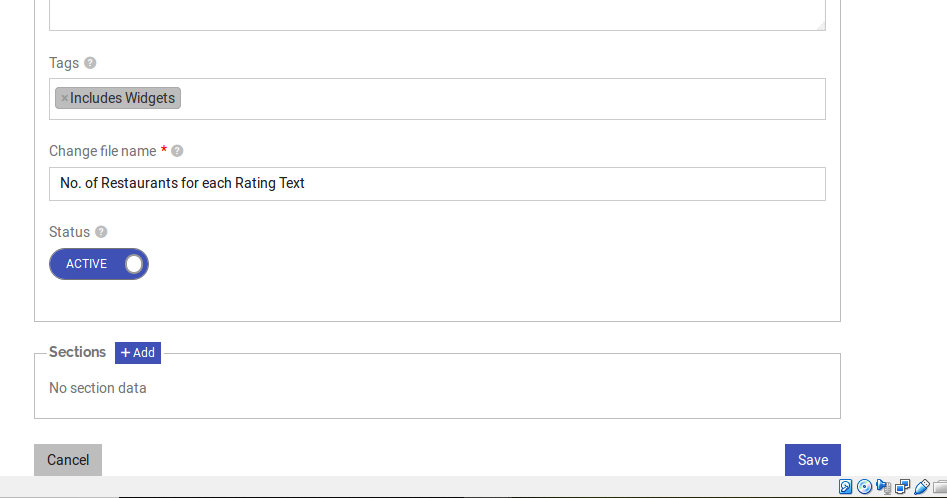 Tags
×Includes Widgets
Change file name *
No. of Restaurants for each Rating Text
Status
ACTIVE
Sections + Add
No section data
Cancel
Save